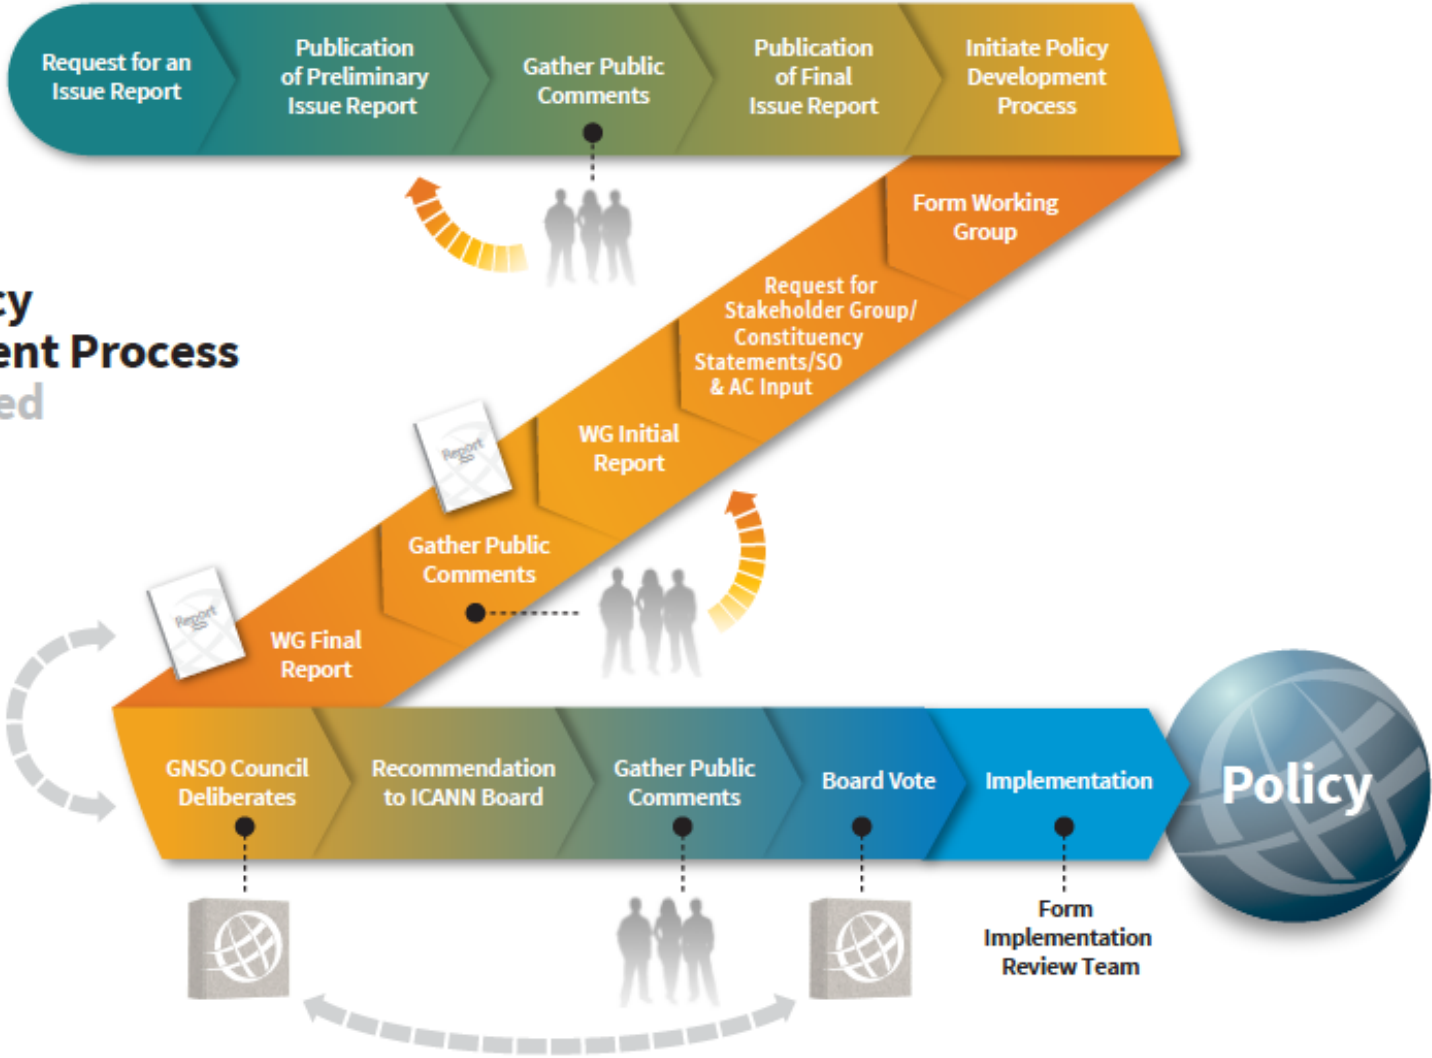 Request for an
Issue Report
Publication
of Preliminary
Issue Report
Gather Public
Comments
Publication
of Final
Issue Report
Initiate Policy
Development
Process
Form Working
Group
Request for
Stakeholder Group/
Constituency
Statements/SO
& AC Input
cy
ent Process
ed
WG Initial
Report
Report
Gather Public
Comments
Report
WG Final
Report
GNSO Council
Deliberates
Recommendation
to ICANN Board
Gather Public
Comments
Board Vote
Implementation
Policy
Form
Implementation
Review Team